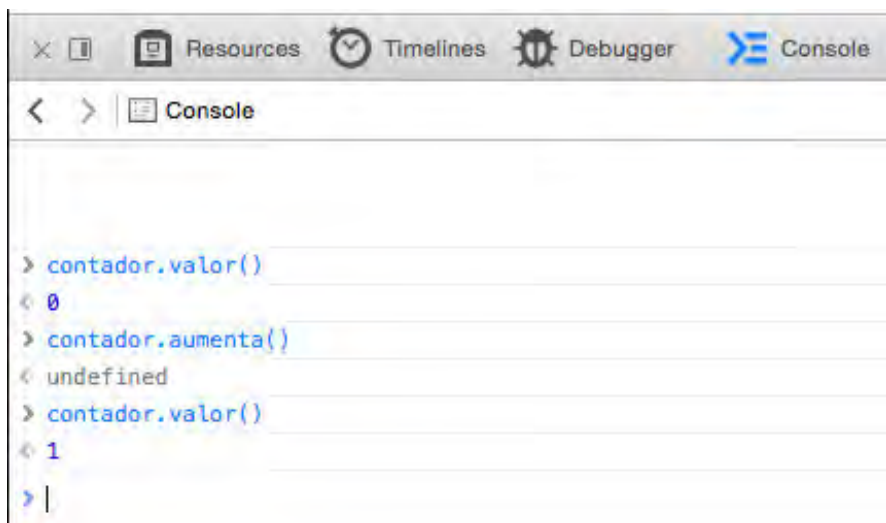 Resources Timelines Debugger Console
Console
> contador.valor()
< 0
> contador.aumenta()
< undefined
> contador.valor()
< 1
>